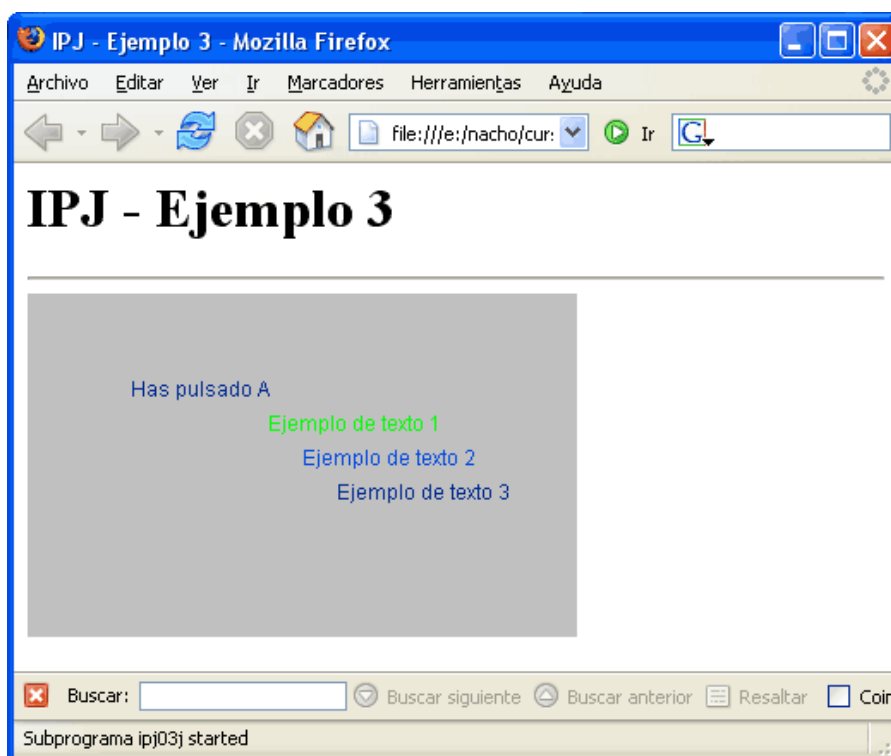 IPJ - Ejemplo 3 - Mozilla Firefox
Archivo Editar Ver Ir Marcadores Herramientas Ayuda
file:///e:/nacho/cur: Ir G
IPJ - Ejemplo 3
Has pulsado A
Ejemplo de texto 1
Ejemplo de texto 2
Ejemplo de texto 3
Buscar: Buscar siguiente Buscar anterior Resaltar Coin
Subprograma ipj03j started